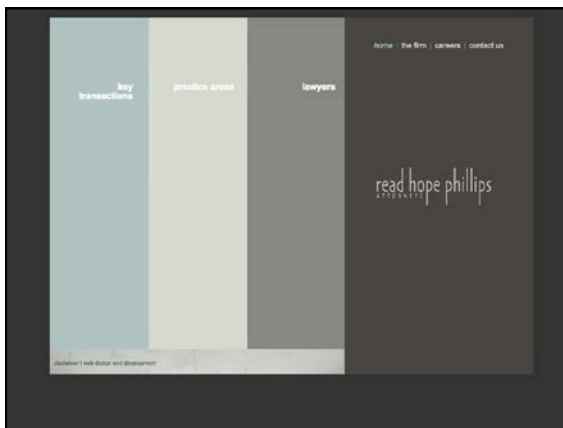 home | the firm | careers | contact us
key
transactions
practice areas
lawyers
read hope phillips
ATTORNEYS
disclaimer | web design and development